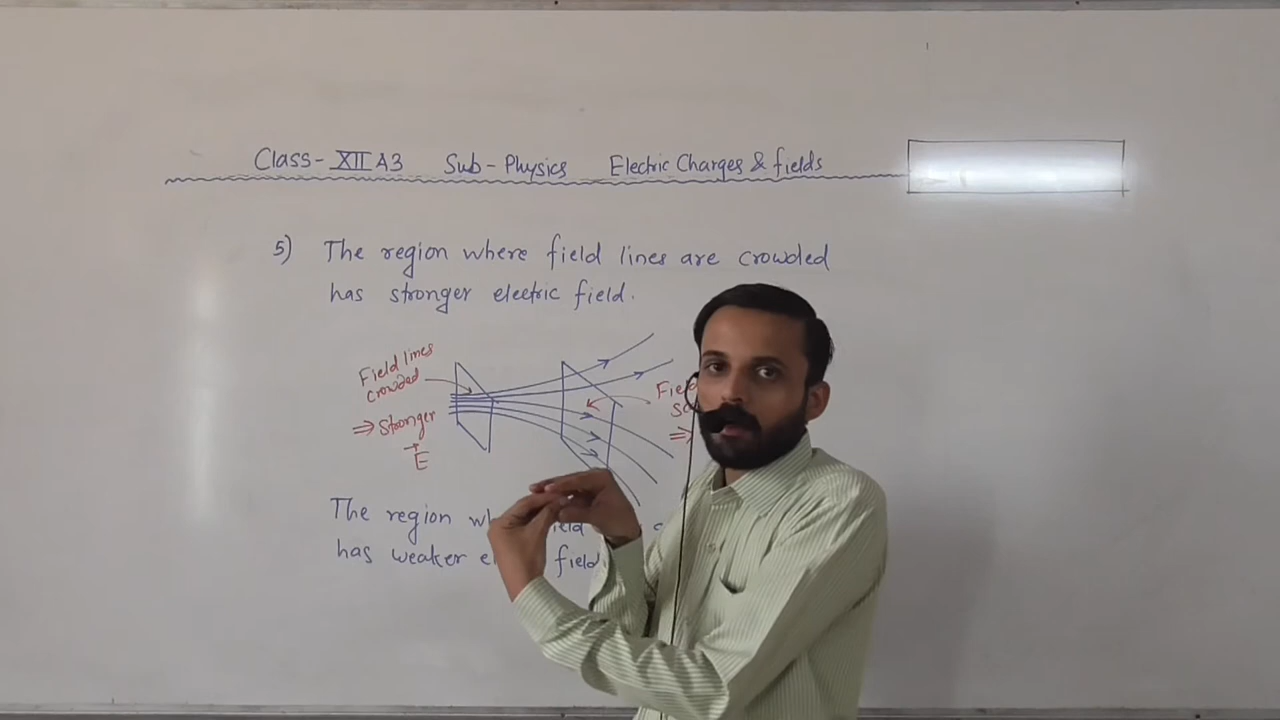 Class - XII A3 Sub - Physics Electric Charges & fields
5) The region where field lines are crowded
has stronger electric field.
Field lines
crowded
⇒ Stronger
E⃗
Field
⇒
The region
has weaker field